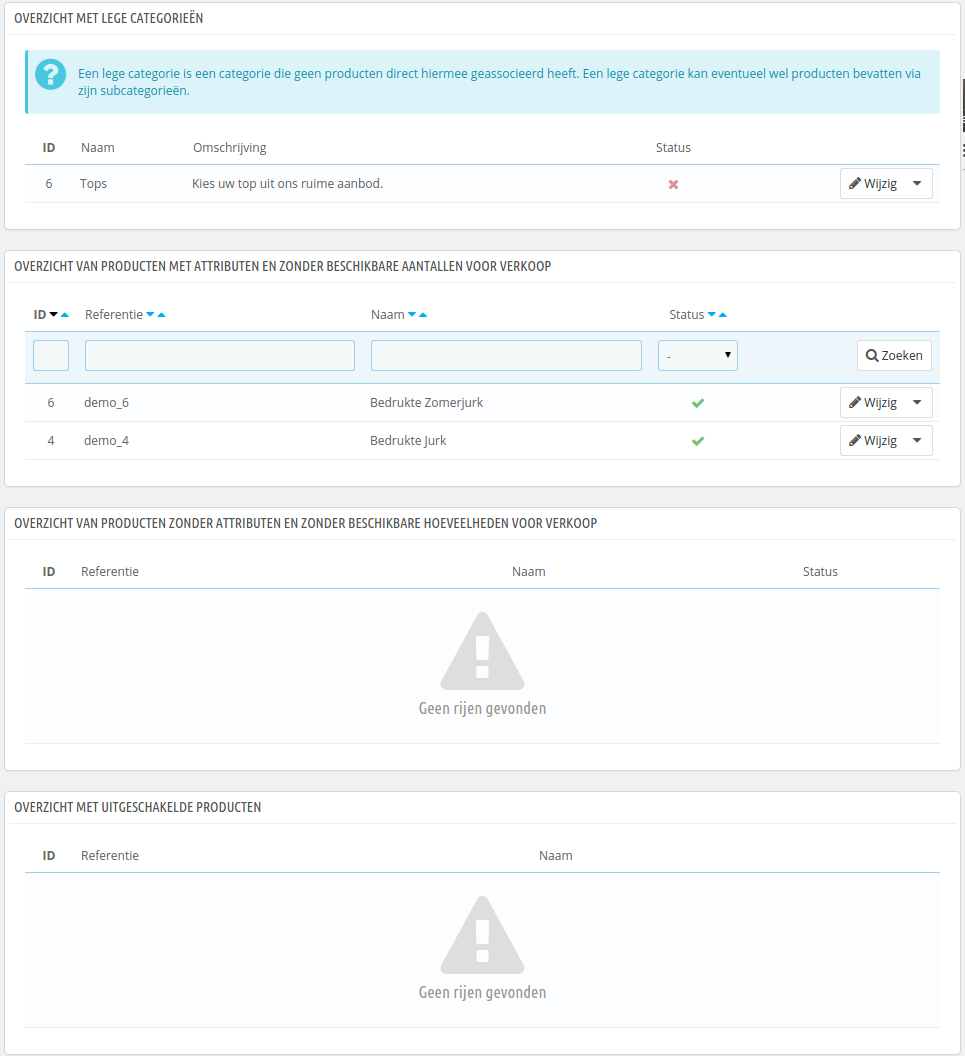 OVERZICHT MET LEGE CATEGORIEËN
Een lege categorie is een categorie die geen producten direct hiermee geassocieerd heeft. Een lege categorie kan eventueel wel producten bevatten via
zijn subcategorieën.
ID Naam Omschrijving Status
6 Tops Kies uw top uit ons ruime aanbod. Wijzig
OVERZICHT VAN PRODUCTEN MET ATTRIBUTEN EN ZONDER BESCHIKBARE AANTALLEN VOOR VERKOOP
ID Referentie Naam Status
- Zoeken
6 demo_6 Bedrukte Zomerjurk Wijzig
4 demo_4 Bedrukte Jurk Wijzig
OVERZICHT VAN PRODUCTEN ZONDER ATTRIBUTEN EN ZONDER BESCHIKBARE HOEVEELHEDEN VOOR VERKOOP
ID Referentie Naam Status
Geen rijen gevonden
OVERZICHT MET UITGESCHAKELDE PRODUCTEN
ID Referentie Naam
Geen rijen gevonden